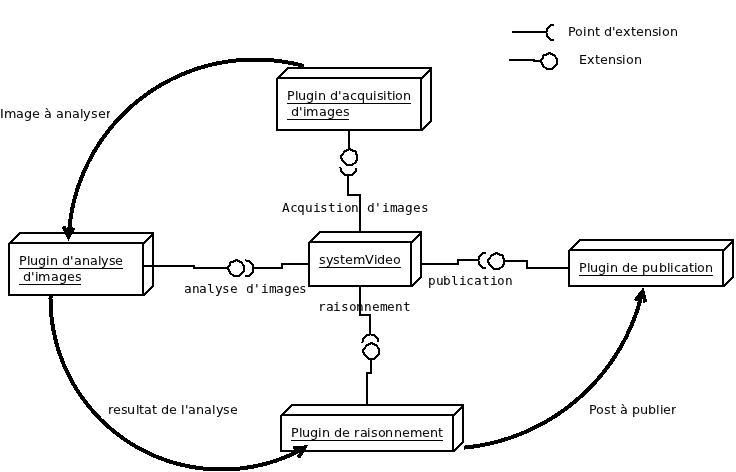 Point d'extension
Extension
Plugin d'acquisition
d'images
Image à analyser
Acquistion d'images
Plugin d'analyse
d'images
systemVideo
Plugin de publication
analyse d'images
publication
raisonnement
resultat de l'analyse
Post à publier
Plugin de raisonnement